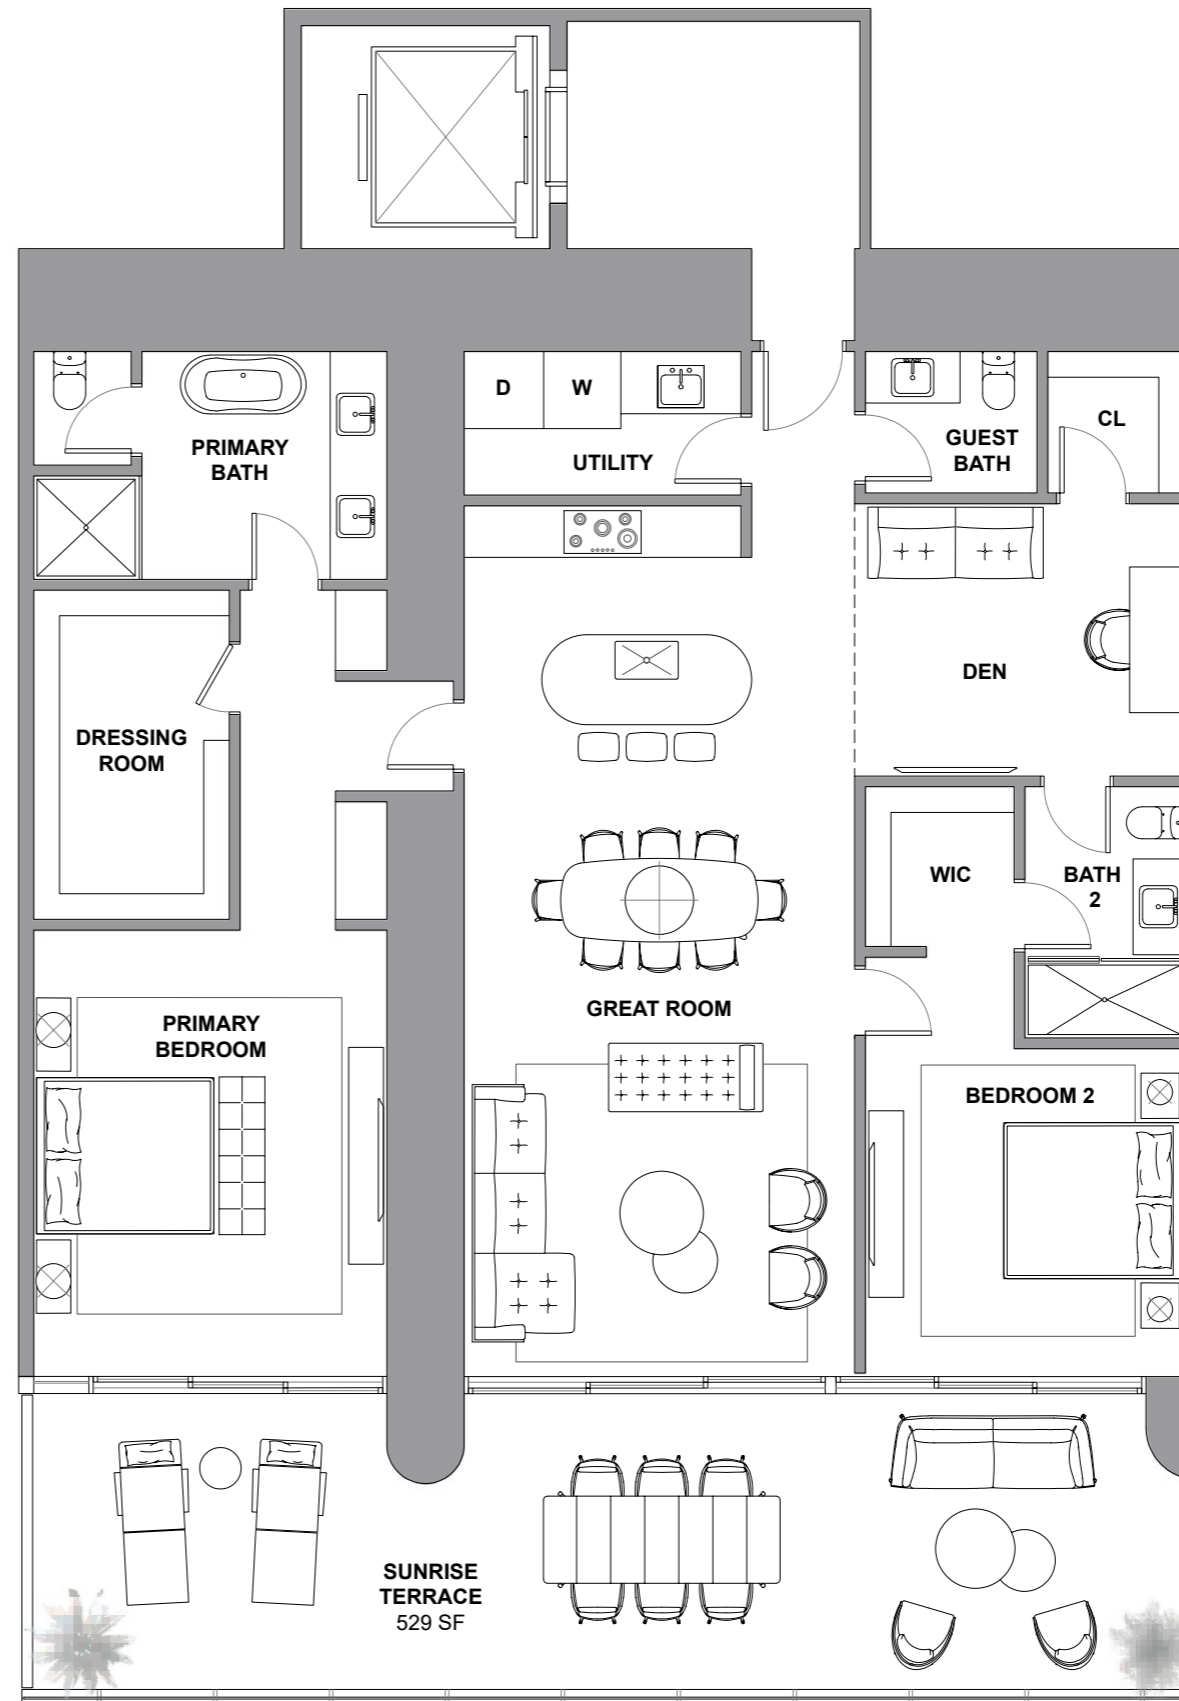 PRIMARY
BATH
D
W
UTILITY
GUEST
BATH
CL
DEN
DRESSING
ROOM
WIC
BATH
2
GREAT ROOM
PRIMARY
BEDROOM
BEDROOM 2
SUNRISE
TERRACE
529 SF